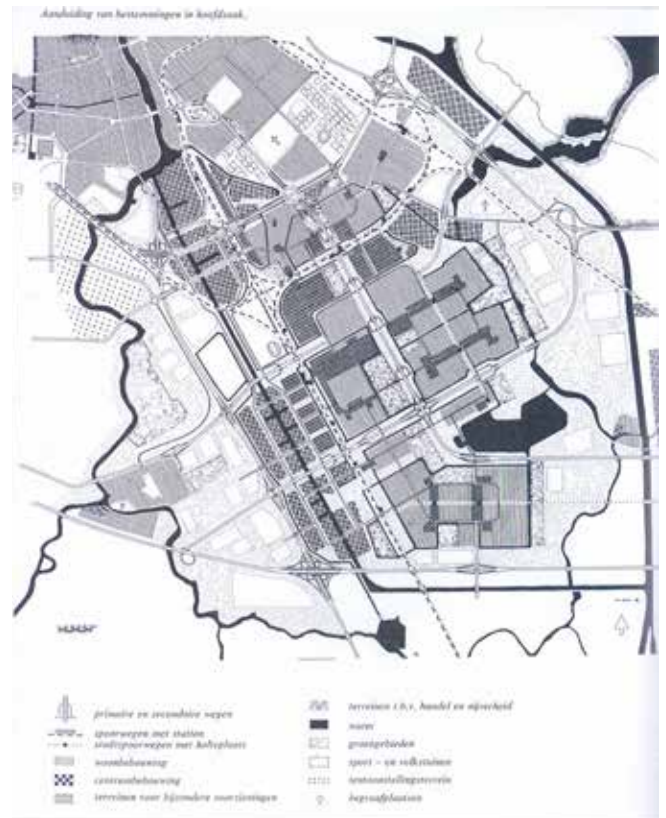 Aanduiding van bestemmingen in hoofdzaak.
primaire en secondaire wegen
spoorwegen met station
stadsspoorwegen met halteplaats
woonbebouwing
centrumbebouwing
terreinen voor bijzondere voorzieningen
terreinen t.b.v. handel en nijverheid
water
groengebieden
sport - en volkstuinen
tentoonstellingsterrein
begraafplaatsen